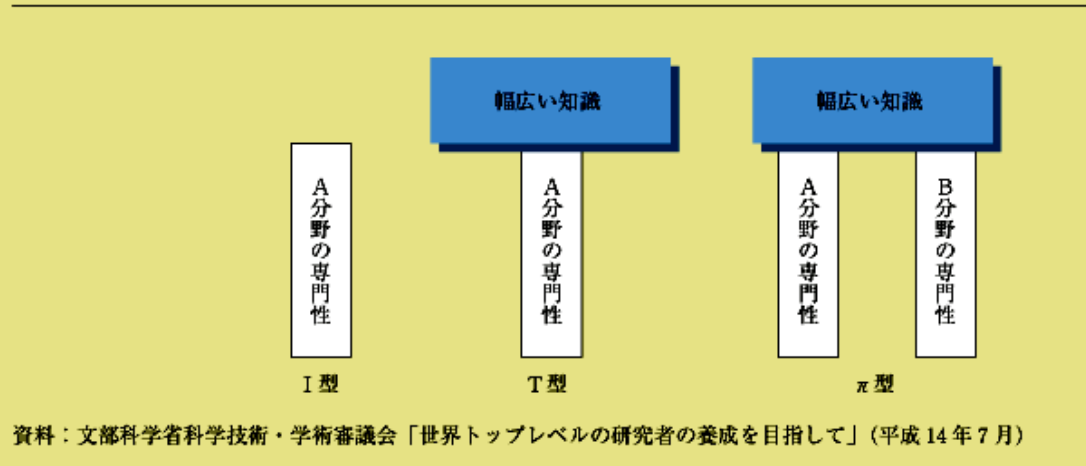 幅広い知識
幅広い知識
A分野の専門性
A分野の専門性
A分野の専門性
B分野の専門性
I型
T型
π型
資料：文部科学省科学技術・学術審議会「世界トップレベルの研究者の養成を目指して」（平成14年7月）